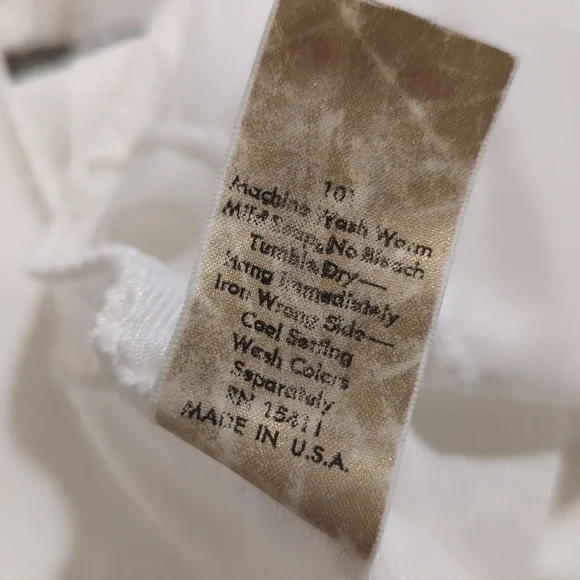 Machine Wash Warm
Mild Soap-No Bleach
Tumble Dry—
Hang Immediately
Iron Wrong Side—
Cool Setting
Wash Colors
Separately
RN 15411
MADE IN U.S.A.